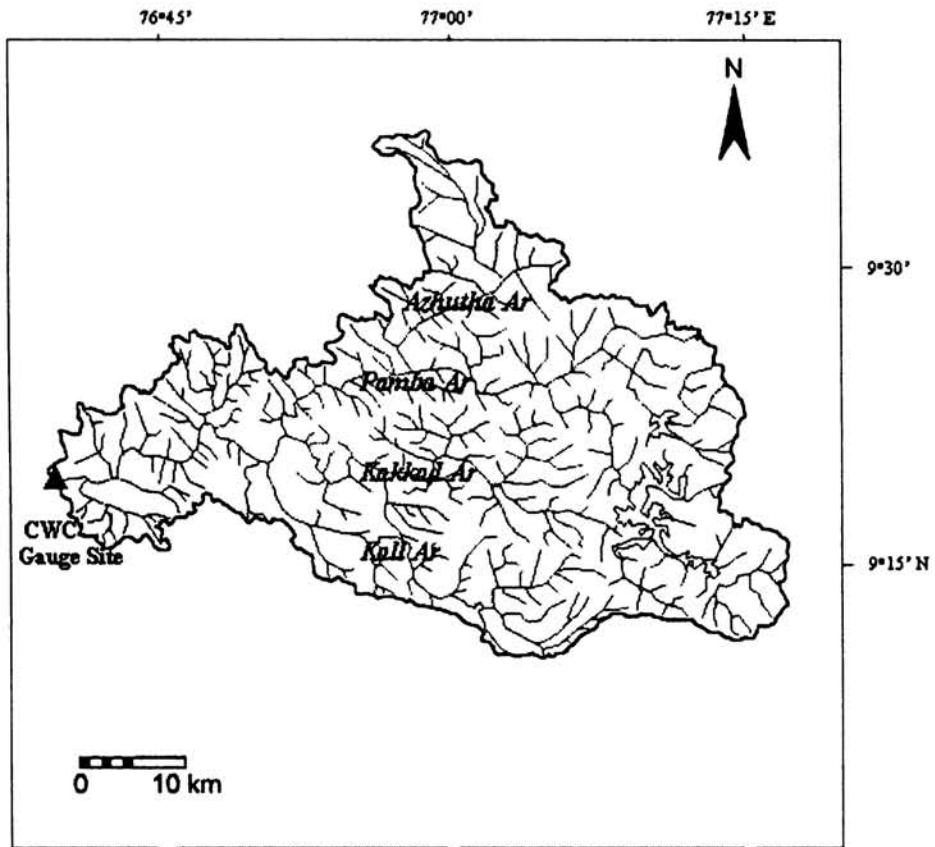 76°45'
77°00'
77°15' E
N
9°30'
Azhutha Ar
Pamba Ar
Kakkad Ar
CWC
Gauge Site
Kall Ar
9°15' N
0 10 km